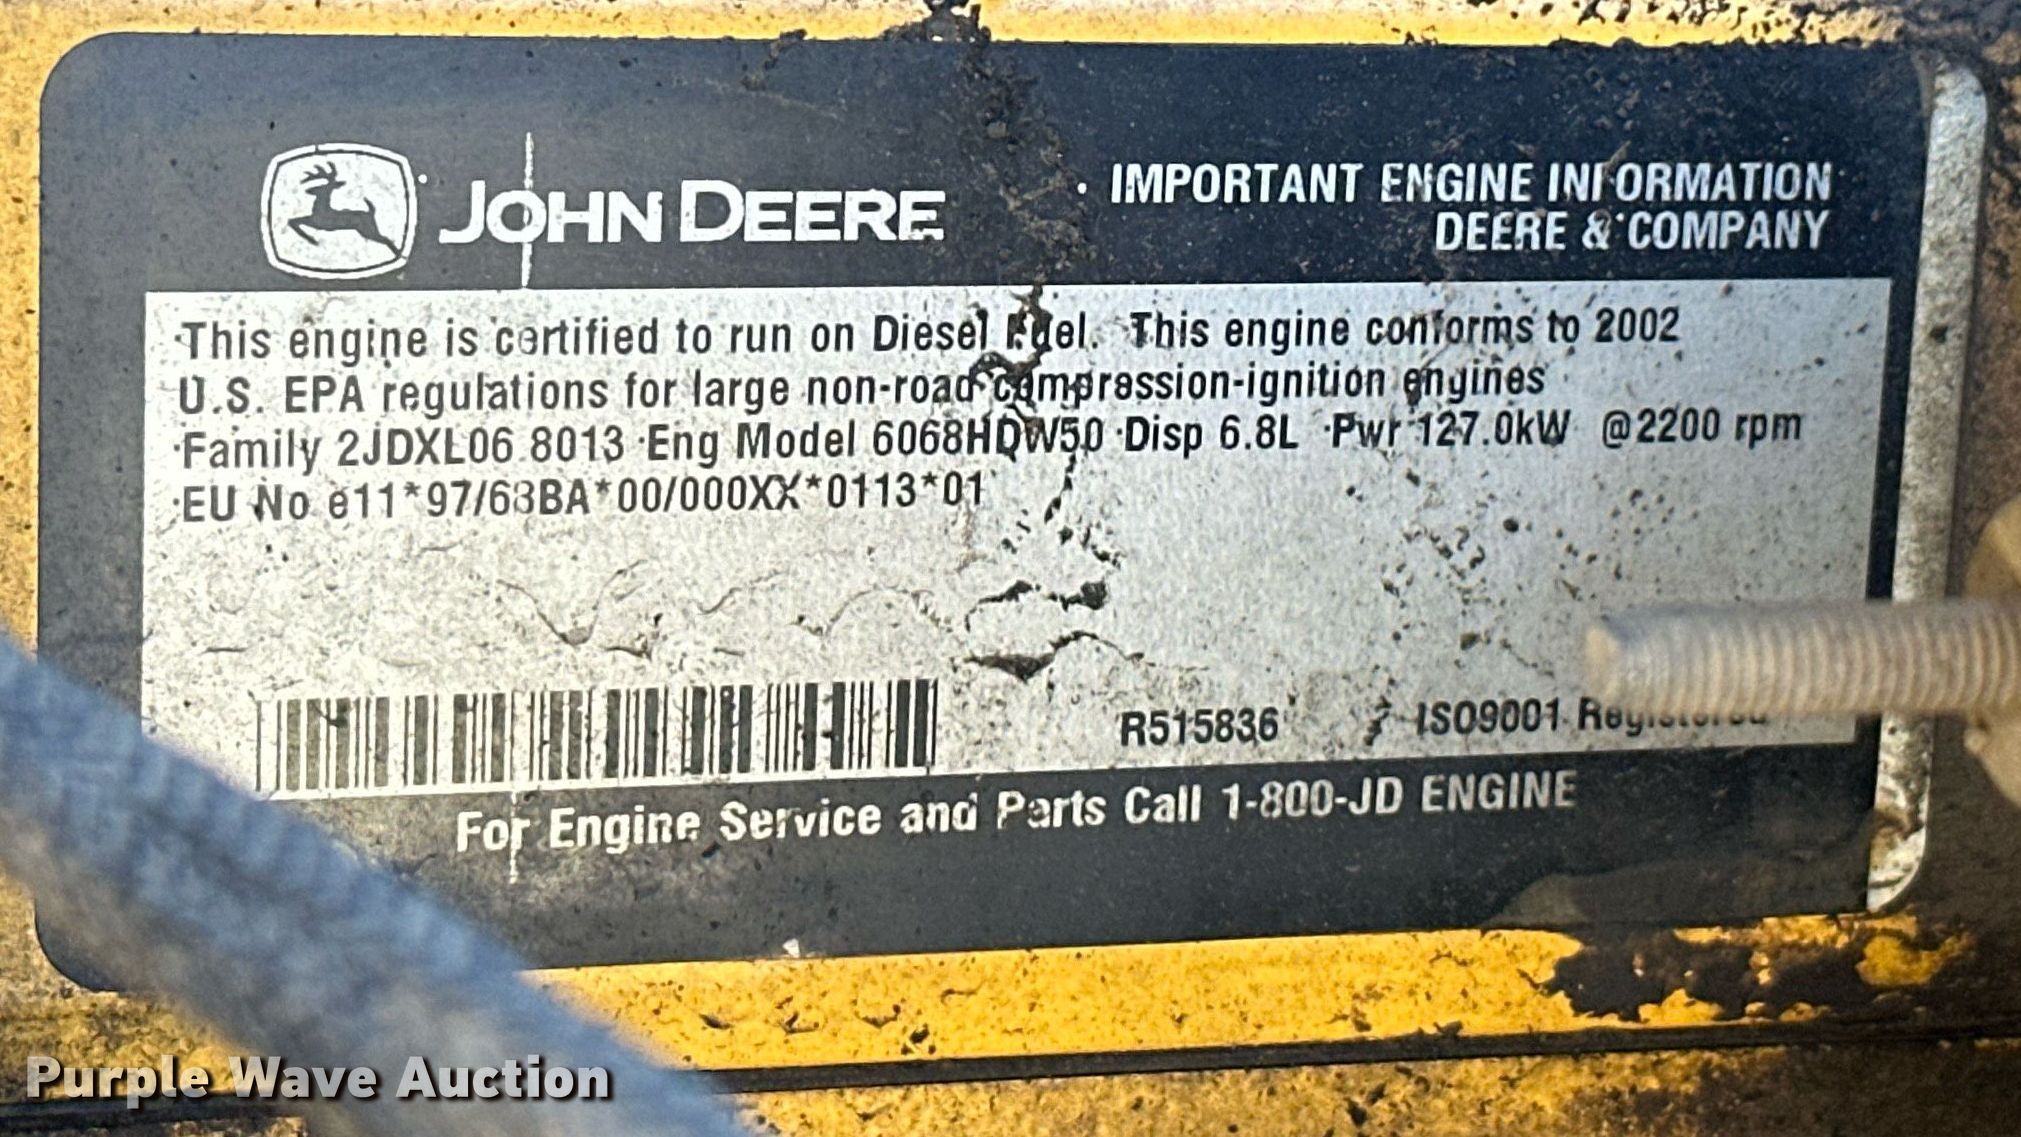 JOHN DEERE
IMPORTANT ENGINE INFORMATION
DEERE & COMPANY
This engine is certified to run on Diesel Fuel. This engine conforms to 2002
U.S. EPA regulations for large non-road compression-ignition engines
Family 2JDXL06.8013 Eng Model 6068HDW50 Disp 6.8L Pwr 127.0kW @2200 rpm
EU No e11*97/68BA*00/000XX*0113*01
R515836 ISO9001 Registered
For Engine Service and Parts Call 1-800-JD ENGINE
Purple Wave Auction